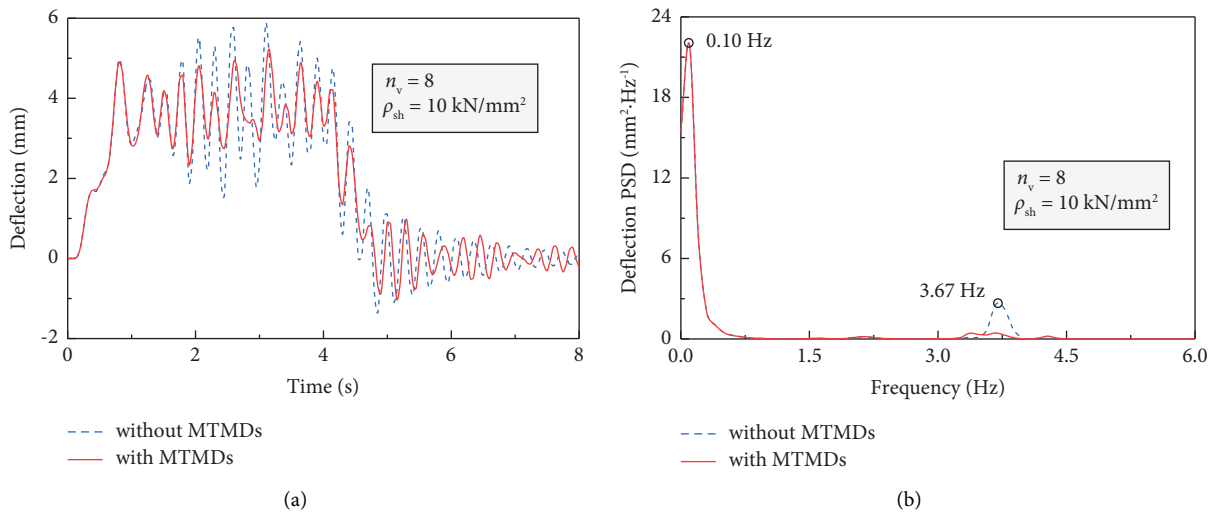 6
4
2
0
-2
Deflection (mm)
n_v = 8
ρ_sh = 10 kN/mm²
0 2 4 6 8
Time (s)
without MTMDs
with MTMDs
(a)
24
18
12
6
0
Deflection PSD (mm²·Hz⁻¹)
0.10 Hz
n_v = 8
ρ_sh = 10 kN/mm²
3.67 Hz
0.0 1.5 3.0 4.5 6.0
Frequency (Hz)
without MTMDs
with MTMDs
(b)